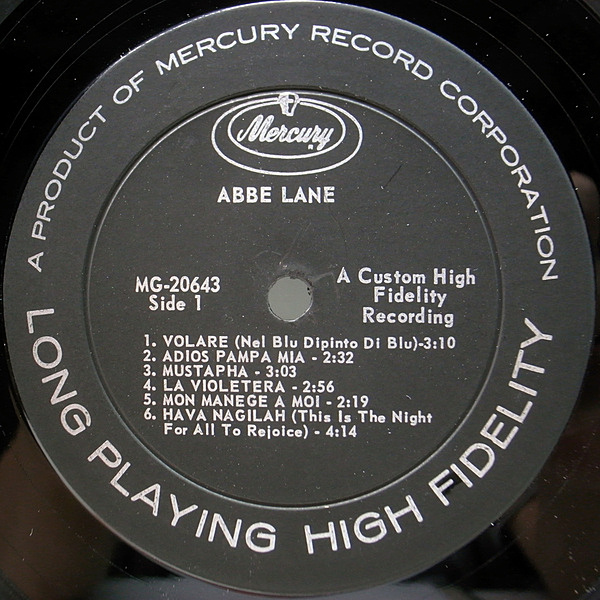 A PRODUCT OF MERCURY RECORD CORPORATION
Mercury
ABBE LANE
MG-20643
Side 1
A Custom High
Fidelity
Recording
1. VOLARE (Nel Blu Dipinto Di Blu)-3:10
2. ADIOS PAMPA MIA - 2:32
3. MUSTAPHA - 3:03
4. LA VIOLETERA - 2:56
5. MON MANEGE A MOI - 2:19
6. HAVA NAGILAH (This Is The Night
For All To Rejoice) - 4:14
LONG PLAYING HIGH FIDELITY